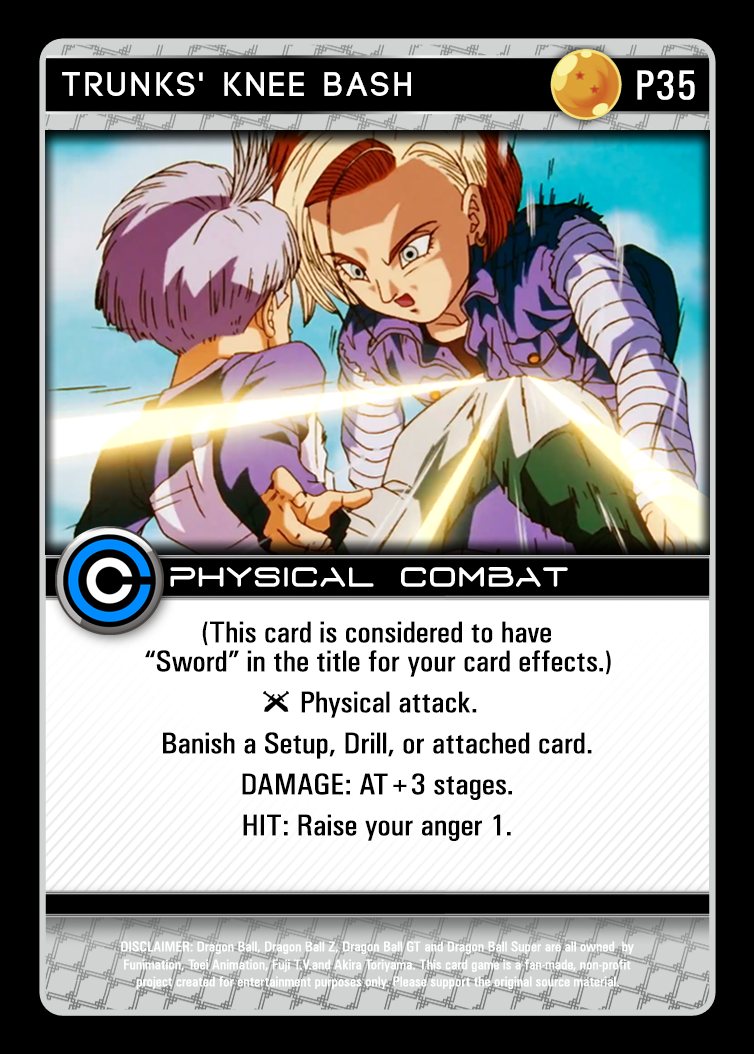 TRUNKS' KNEE BASH
P35
PHYSICAL COMBAT
(This card is considered to have
“Sword” in the title for your card effects.)
Physical attack.
Banish a Setup, Drill, or attached card.
DAMAGE: AT+3 stages.
HIT: Raise your anger 1.
DISCLAIMER: Dragon Ball, Dragon Ball Z, Dragon Ball GT and Dragon Ball Super are all owned by
Funimation, Toei Animation, Fuji T.V.and Akira Toriyama. This card game is a fan-made, non-profit
project created for entertainment purposes only. Please support the original source material.